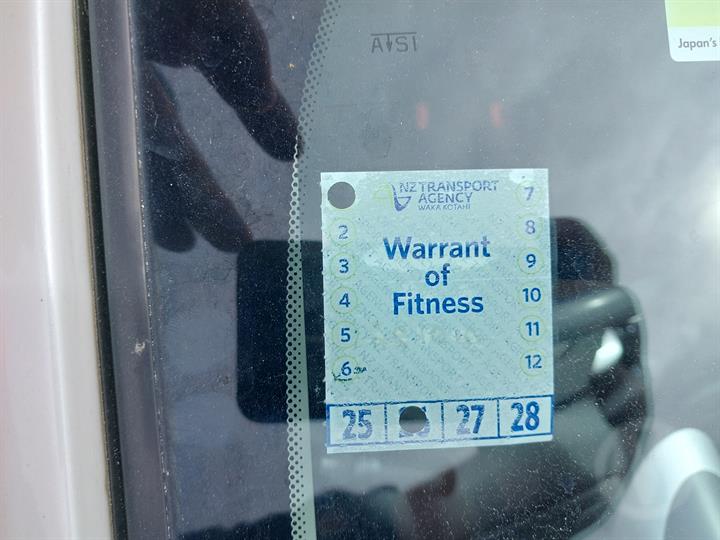 AS1
Japan's
NZ TRANSPORT
AGENCY
WAKA KOTAHI
Warrant
of
Fitness
2
3
4
5
6
7
8
9
10
11
12
25 27 28